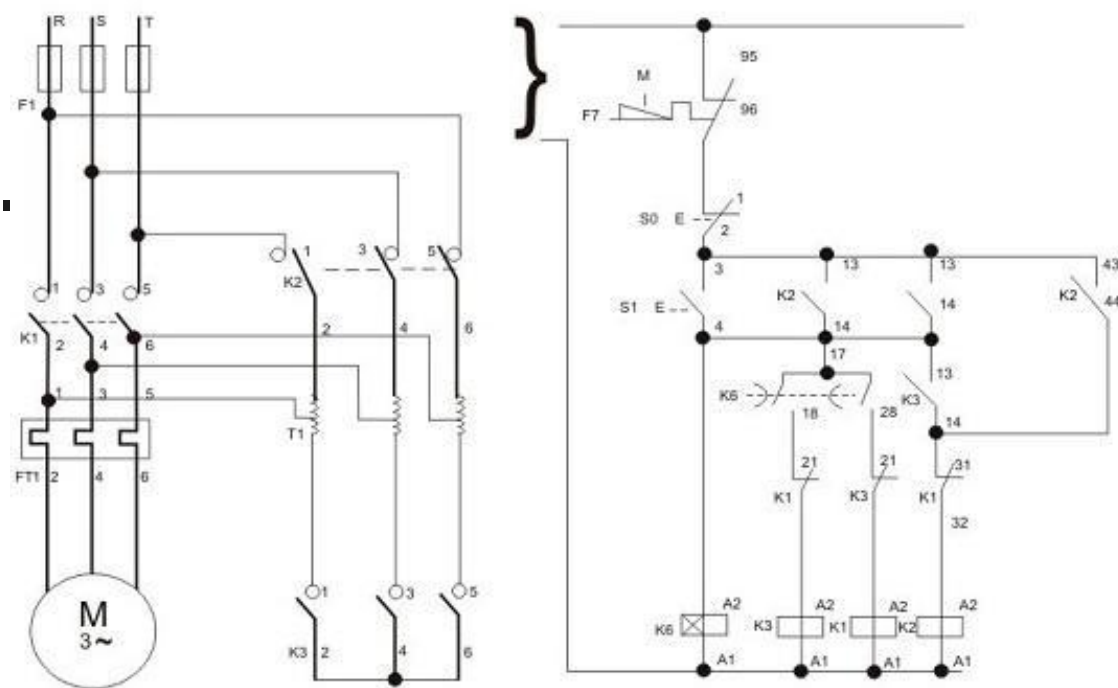 R S T
F1
1 3 5
K2
2 4 6
1 3 5
K1
2 4 6
1 3 5
T1
FT1 2 4 6
M
3~
1 3 5
K3 2 4 6
95
M
F7 96
1
S0 E 2
3 13 13 43
S1 E K2 14 K2 44
4 14
17 13
K6 K3
18 28 14
21 21 31
K1 K3 K1
32
A2 A2 A2 A2
K6 K3 K1 K2
A1 A1 A1 A1